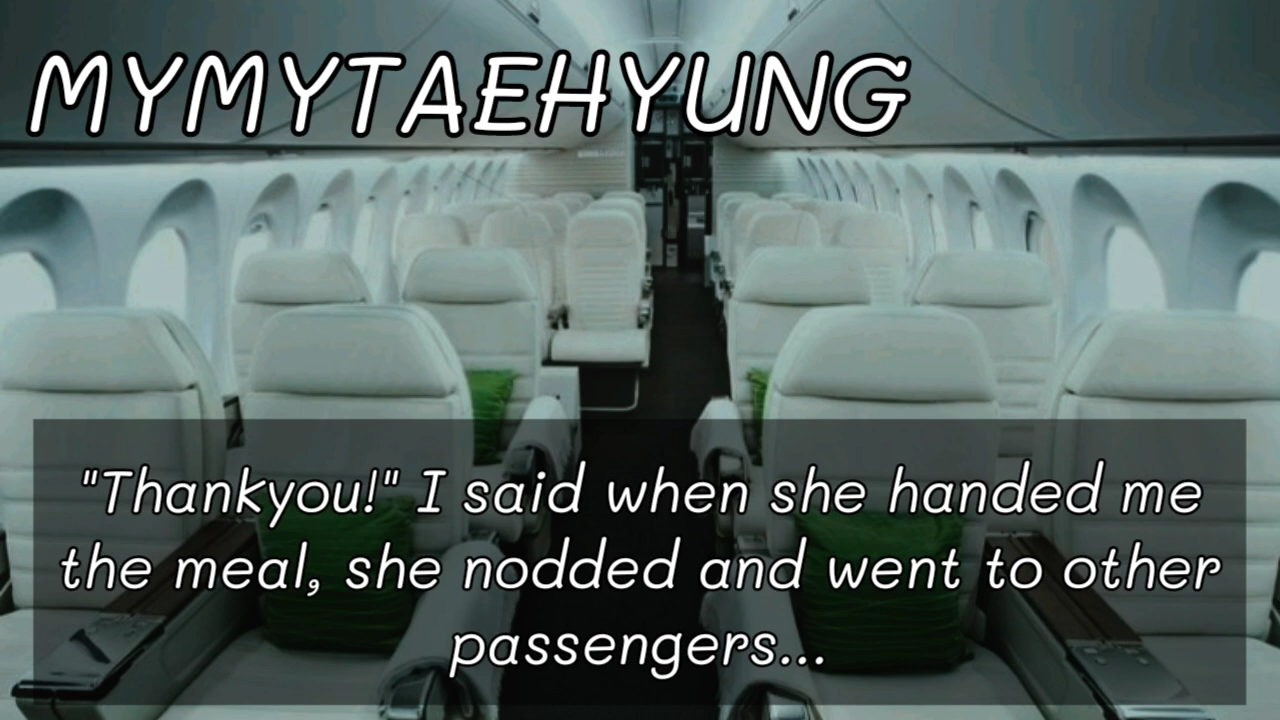 MYMYTAEHYUNG
"Thankyou!" I said when she handed me
the meal, she nodded and went to other
passengers...